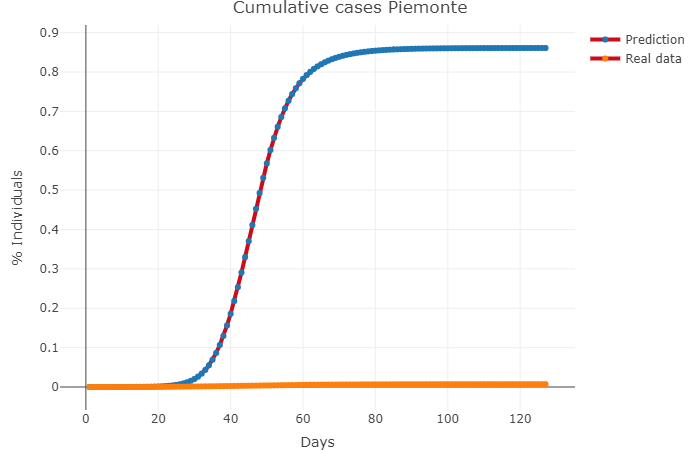 Cumulative cases Piemonte
Prediction
Real data
% Individuals
0.9
0.8
0.7
0.6
0.5
0.4
0.3
0.2
0.1
0
0 20 40 60 80 100 120
Days